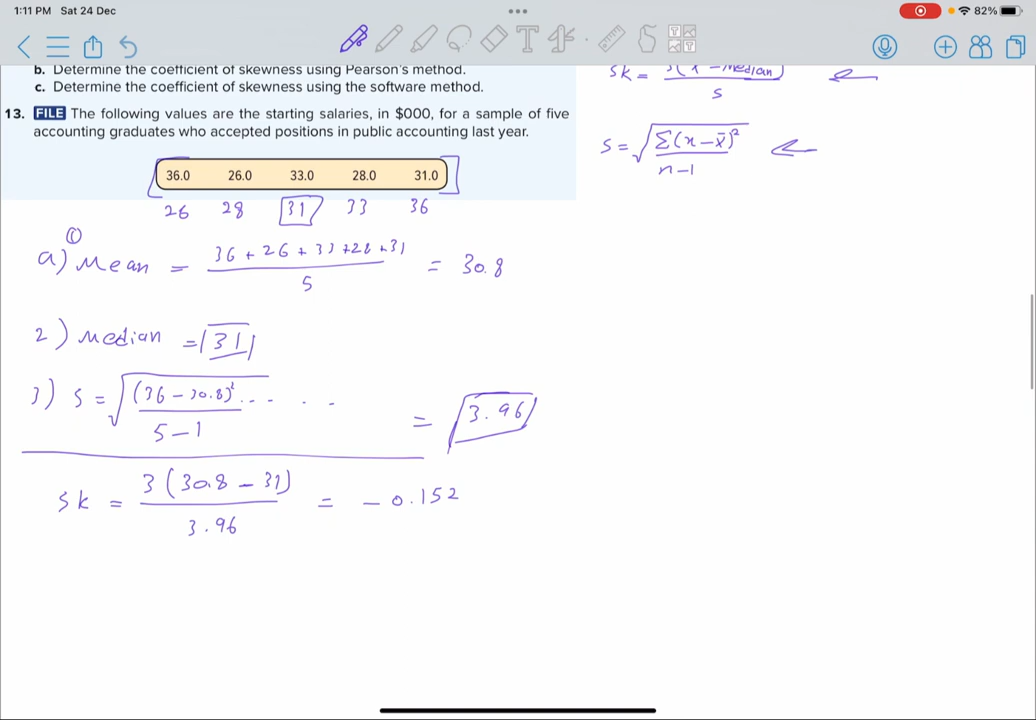 1:11 PM Sat 24 Dec
82%
b. Determine the coefficient of skewness using Pearson's method.
c. Determine the coefficient of skewness using the software method.
13. FILE The following values are the starting salaries, in $000, for a sample of five
accounting graduates who accepted positions in public accounting last year.
36.0 26.0 33.0 28.0 31.0
26 28 31 33 36
sk = 3(x̄ - median) / s
s = √(Σ(x-x̄)² / n-1)
①
a) Mean = 36 + 26 + 33 + 28 + 31 / 5 = 30.8
2) Median = 31
3) s = √((36 - 30.8)² ... / 5-1) ... = 3.96
sk = 3(30.8 - 31) / 3.96 = -0.152